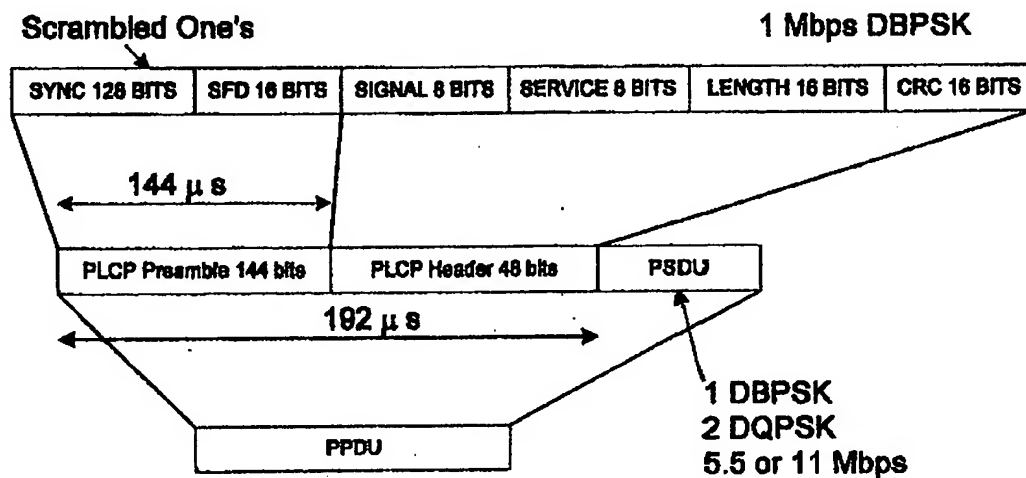 Scrambled One's
1 Mbps DBPSK
SYNC 128 BITS SFD 16 BITS SIGNAL 8 BITS SERVICE 8 BITS LENGTH 16 BITS CRC 16 BITS
144 μ s
PLCP Preamble 144 bits PLCP Header 48 bits PSDU
192 μ s
1 DBPSK
2 DQPSK
5.5 or 11 Mbps
PPDU